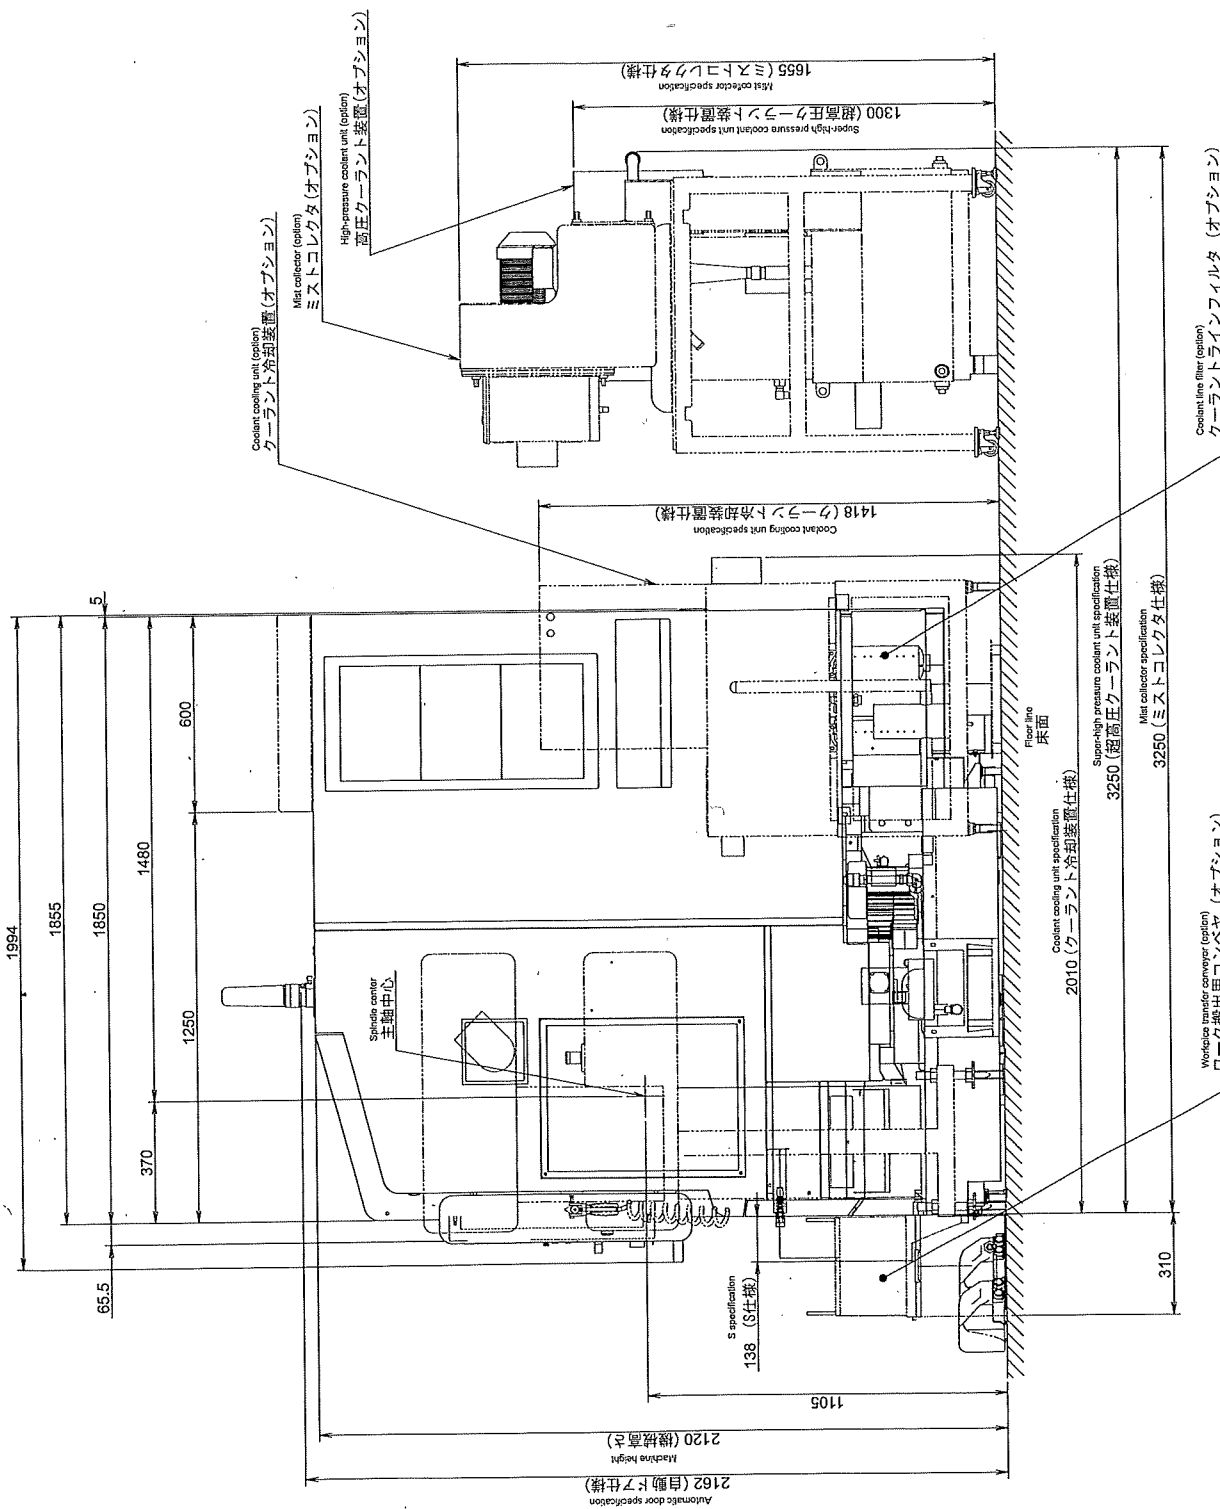 1994
1855
1850
1480
370
1250
600
5
65.5
Coolant cooling unit (option)
クーラント冷却装置(オプション)
Mist collector (option)
ミストコレクタ(オプション)
High-pressure coolant unit (option)
高圧クーラント装置(オプション)
Mist collector specification
1655 (ミストコレクタ仕様)
Super-high pressure coolant unit specification
1300 (超高圧クーラント装置仕様)
Coolant cooling unit specification
1418 (クーラント冷却装置仕様)
Spindle center
主軸中心
S specification
138 (S仕様)
1105
Machine height
2120 (機械高さ)
Automatic door specification
2162 (自動ドア仕様)
Floor line
床面
Coolant cooling unit specification
2010 (クーラント冷却装置仕様)
Super-high pressure coolant unit specification
3250 (超高圧クーラント装置仕様)
Mist collector specification
3250 (ミストコレクタ仕様)
310
Coolant line filter (option)
クーラントラインフィルタ (オプション)
Workpice transfer conveyor (option)